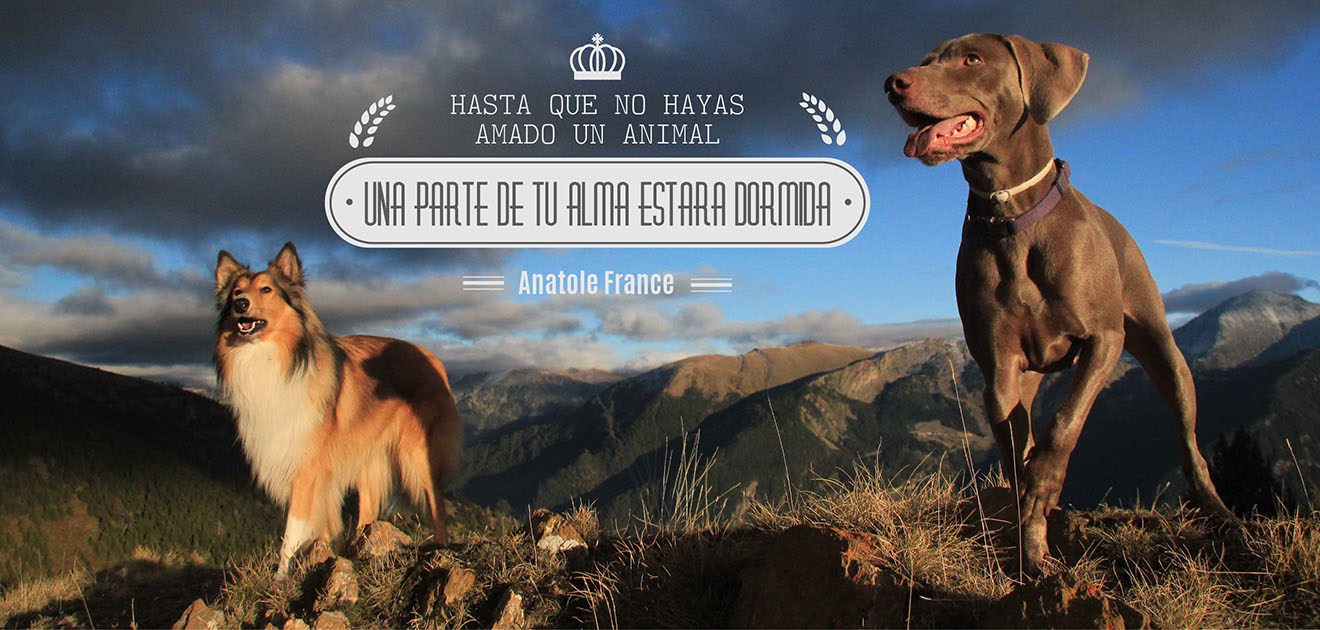 HASTA QUE NO HAYAS
AMADO UN ANIMAL
UNA PARTE DE TU ALMA ESTARA DORMIDA
Anatole France